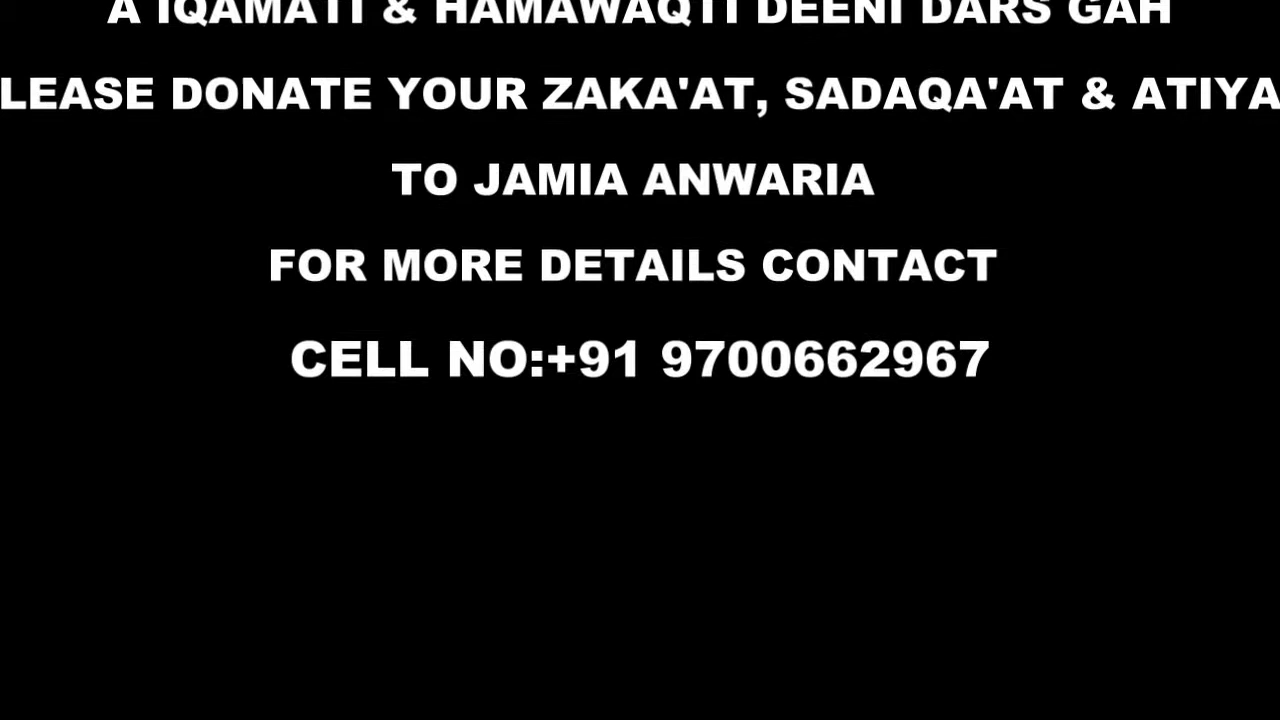 A IQAMATI & HAMAWAQTI DEENI DARS GAH
LEASE DONATE YOUR ZAKA'AT, SADAQA'AT & ATIYA
TO JAMIA ANWARIA
FOR MORE DETAILS CONTACT
CELL NO:+91 9700662967